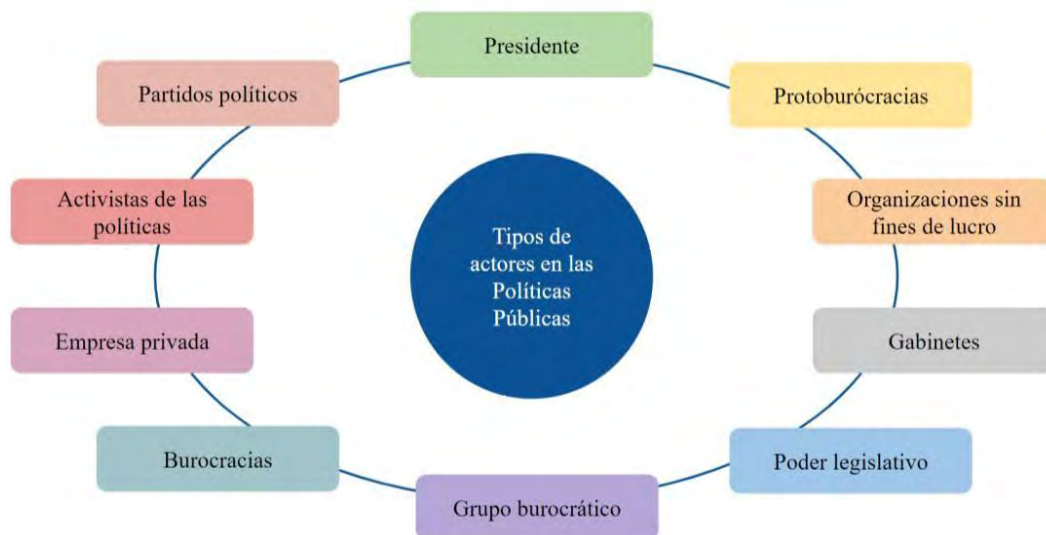 Presidente
Partidos políticos
Protoburócracias
Activistas de las
políticas
Organizaciones sin
fines de lucro
Tipos de
actores en las
Políticas
Públicas
Empresa privada
Gabinetes
Burocracias
Poder legislativo
Grupo burocrático